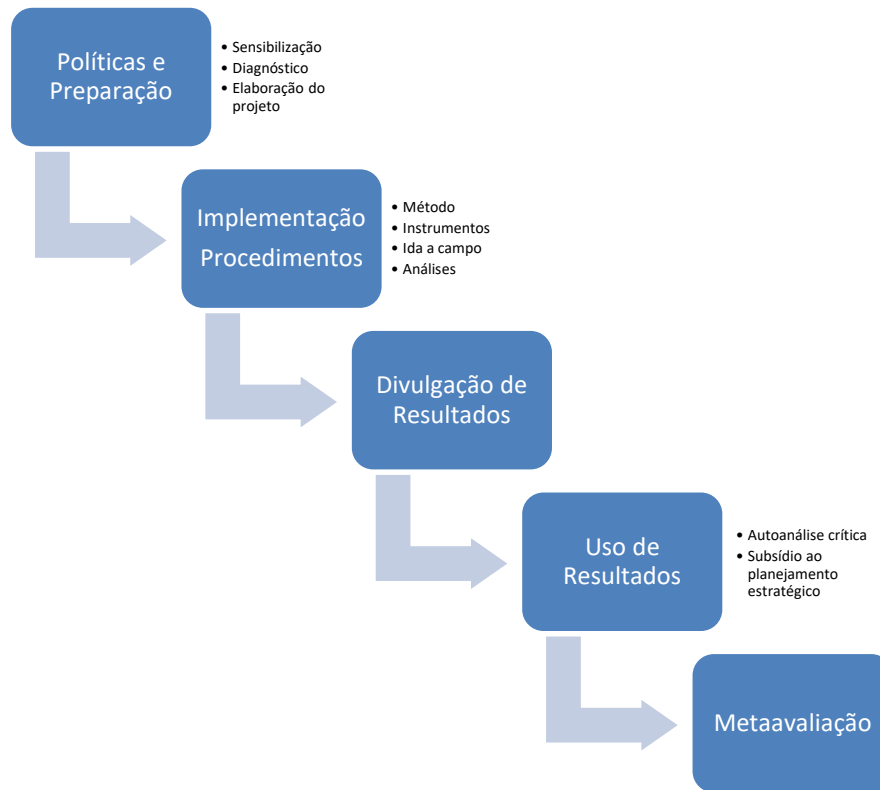 Políticas e
Preparação
• Sensibilização
• Diagnóstico
• Elaboração do
projeto
Implementação
Procedimentos
• Método
• Instrumentos
• Ida a campo
• Análises
Divulgação de
Resultados
Uso de
Resultados
• Autoanálise crítica
• Subsídio ao
planejamento
estratégico
Metaavaliação